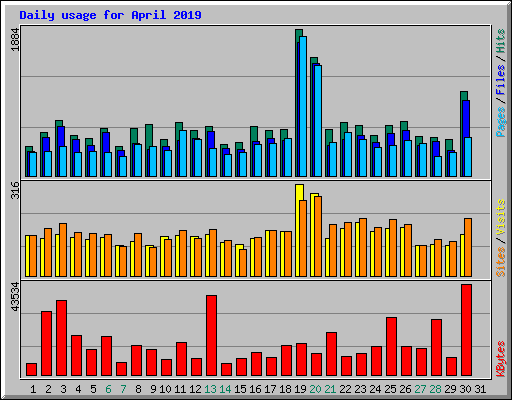 Daily usage for April 2019
1884
Pages / Files / Hits
316
Sites / Visits
43534
KBytes
1 2 3 4 5 6 7 8 9 10 11 12 13 14 15 16 17 18 19 20 21 22 23 24 25 26 27 28 29 30 31